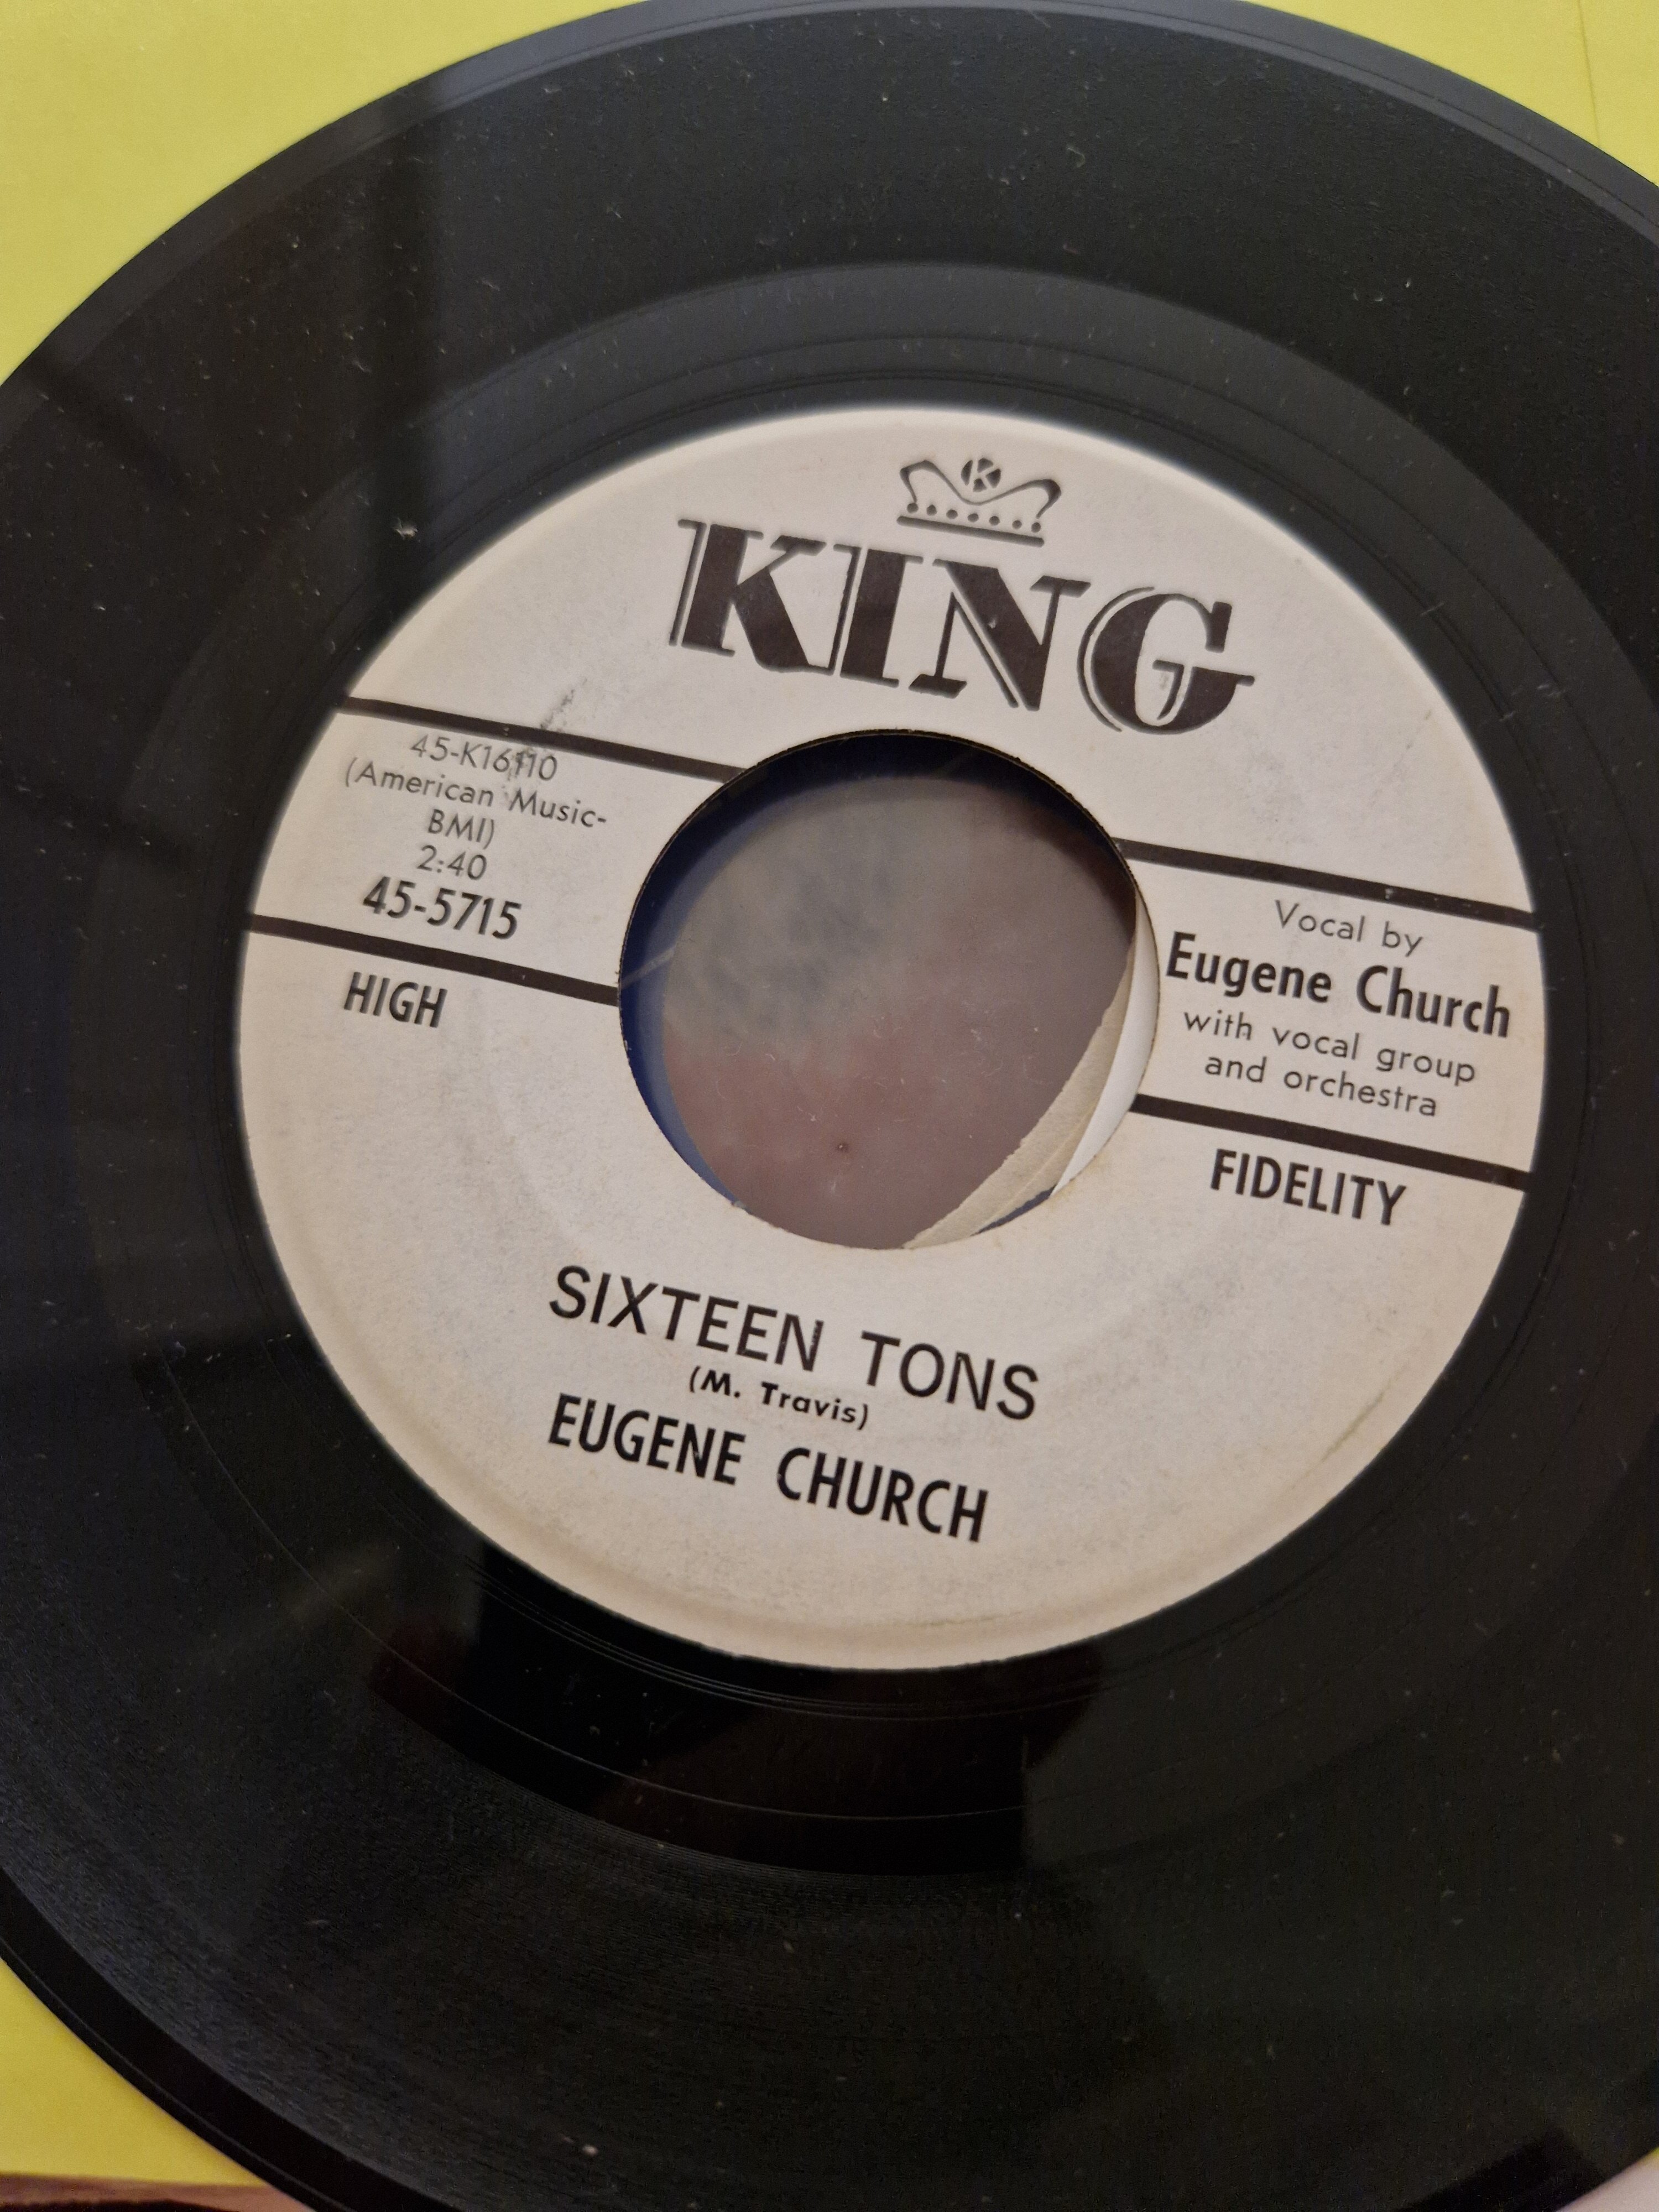 K
KING
45-K16110
(American Music-
BMI)
2:40
45-5715
HIGH
Vocal by
Eugene Church
with vocal group
and orchestra
FIDELITY
SIXTEEN TONS
(M. Travis)
EUGENE CHURCH